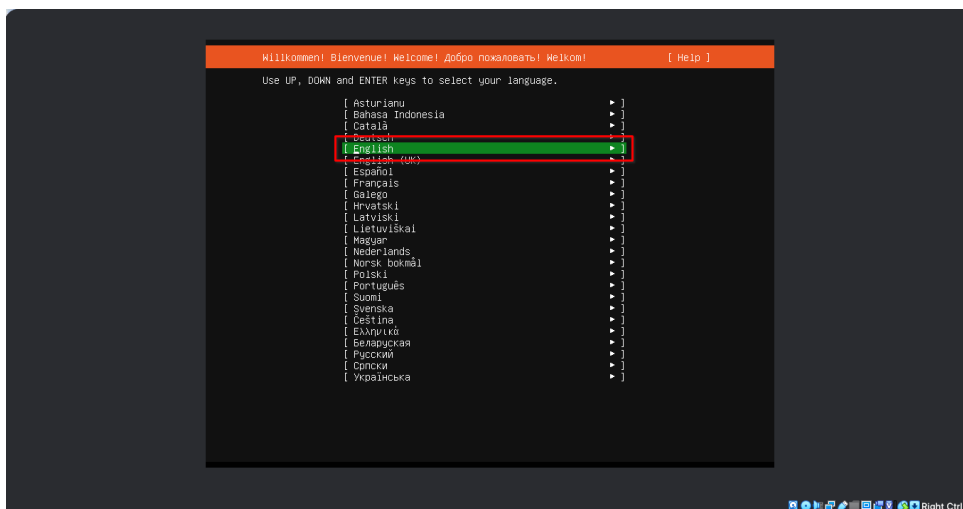 Willkommen! Bienvenue! Welcome! Добро пожаловать! Welkom! [ Help ]
Use UP, DOWN and ENTER keys to select your language.
[ Asturianu ► ]
[ Bahasa Indonesia ► ]
[ Català ► ]
[ Deutsch ► ]
[ English ► ]
[ English (UK) ► ]
[ Español ► ]
[ Français ► ]
[ Galego ► ]
[ Hrvatski ► ]
[ Latviski ► ]
[ Lietuviškai ► ]
[ Magyar ► ]
[ Nederlands ► ]
[ Norsk bokmål ► ]
[ Polski ► ]
[ Português ► ]
[ Suomi ► ]
[ Svenska ► ]
[ Čeština ► ]
[ Ελληνικά ► ]
[ Беларуская ► ]
[ Русский ► ]
[ Српски ► ]
[ Українська ► ]
Right Ctrl